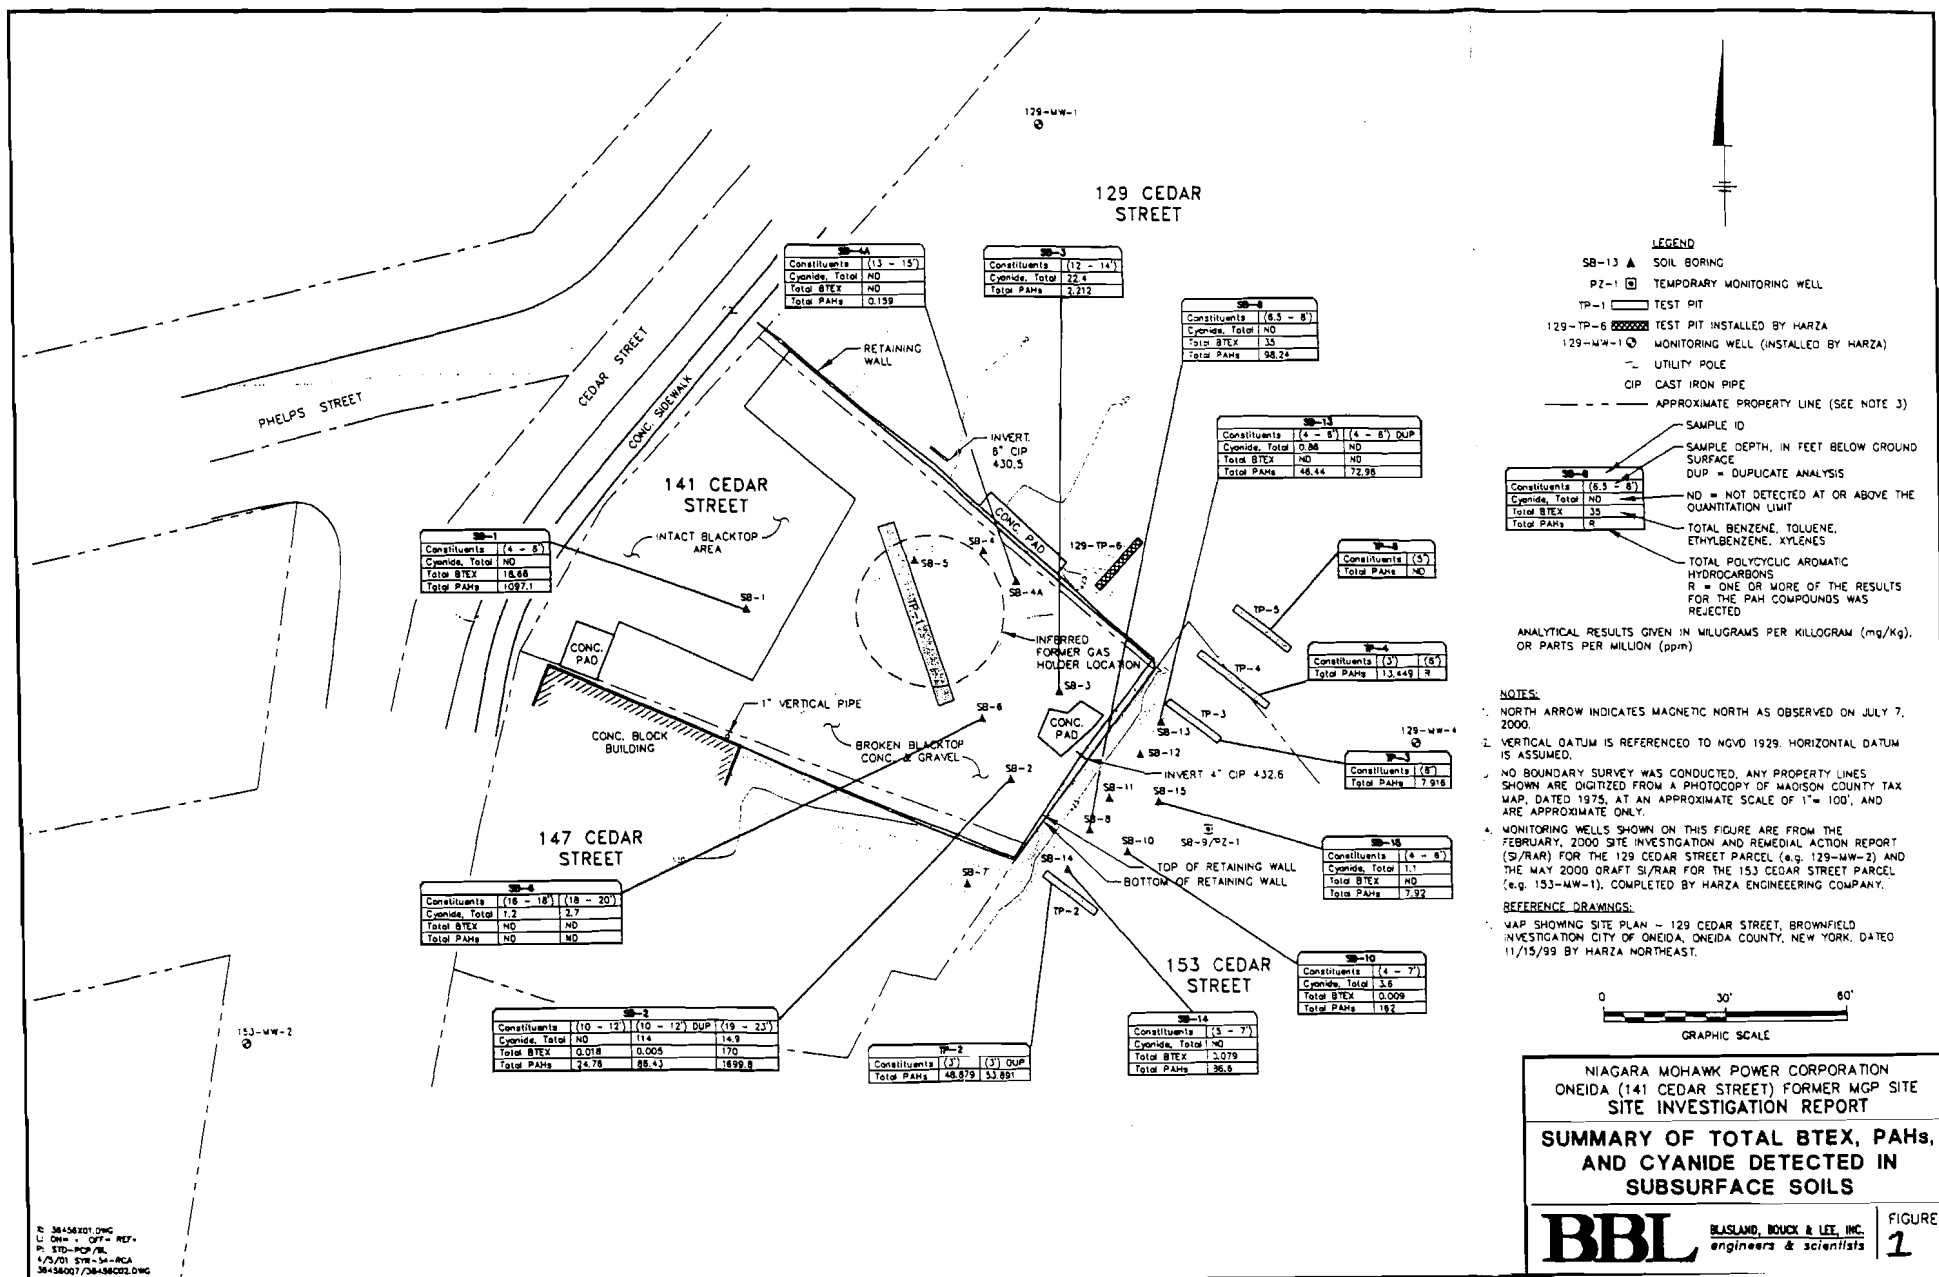 129-MW-1
129 CEDAR
STREET
SB-4A
Constituents (13 - 15')
Cyanide, Total ND
Total BTEX ND
Total PAHs 0.159
SB-3
Constituents (12 - 14')
Cyanide, Total 22.4
Total PAHs 2.212
SB-8
Constituents (6.5 - 8')
Cyanide, Total ND
Total BTEX 35
Total PAHs 98.24
RETAINING
WALL
PHELPS STREET
CEDAR STREET
CONC. SIDEWALK
INVERT.
6" CIP
430.5
SB-13
Constituents (4 - 6') (4 - 6') DUP
Cyanide, Total 0.86 ND
Total BTEX ND ND
Total PAHs 46.44 72.96
141 CEDAR
STREET
INTACT BLACKTOP
AREA
CONC. PAD
SB-1
Constituents (4 - 6')
Cyanide, Total ND
Total BTEX 18.66
Total PAHs 1097.1
SB-4
SB-5
129-TP-6
SB-4A
SB-1
TP-1
TP-5
Constituents (5')
Total PAHs ND
TP-5
CONC.
PAD
INFERRED
FORMER GAS
HOLDER LOCATION
TP-4
Constituents (3') (6')
Total PAHs 13.449 R
TP-4
SB-3
1" VERTICAL PIPE
SB-6
CONC.
PAD
TP-3
SB-13
CONC. BLOCK
BUILDING
BROKEN BLACKTOP
CONC. & GRAVEL
SB-12
129-MW-4
TP-3
Constituents (6')
Total PAHs 7.916
SB-2
INVERT 4" CIP 432.6
SB-11
SB-15
SB-8
147 CEDAR
STREET
SB-10
SB-9/PZ-1
SB-14
TOP OF RETAINING WALL
BOTTOM OF RETAINING WALL
SB-7
TP-2
SB-15
Constituents (4 - 8')
Cyanide, Total 1.1
Total BTEX ND
Total PAHs 7.92
SB-6
Constituents (16 - 18') (18 - 20')
Cyanide, Total 1.2 2.7
Total BTEX ND ND
Total PAHs ND ND
153 CEDAR
STREET
SB-10
Constituents (4 - 7')
Cyanide, Total 3.6
Total BTEX 0.009
Total PAHs 162
153-MW-2
SB-2
Constituents (10 - 12') (10 - 12') DUP (19 - 23')
Cyanide, Total ND 114 14.9
Total BTEX 0.018 0.005 170
Total PAHs 24.76 86.43 1699.8
TP-2
Constituents (3') (3') DUP
Total PAHs 48.879 53.891
SB-14
Constituents (5 - 7')
Cyanide, Total ND
Total BTEX
Total PAHs
LEGEND
SB-13 SOIL BORING
PZ-1 TEMPORARY MONITORING WELL
TP-1 TEST PIT
129-TP-6 TEST PIT INSTALLED BY HARZA
129-MW-1 MONITORING WELL (INSTALLED BY HARZA)
UTILITY POLE
CIP CAST IRON PIPE
APPROXIMATE PROPERTY LINE (SEE NOTE 3)
SAMPLE ID
SAMPLE DEPTH, IN FEET BELOW GROUND
SURFACE
DUP = DUPLICATE ANALYSIS
SB-8
Constituents (6.5 - 8')
Cyanide, Total ND
Total BTEX 35
Total PAHs R
ND = NOT DETECTED AT OR ABOVE THE
QUANTITATION LIMIT
TOTAL BENZENE, TOLUENE,
ETHYLBENZENE, XYLENES
TOTAL POLYCYCLIC AROMATIC
HYDROCARBONS
R = ONE OR MORE OF THE RESULTS
FOR THE PAH COMPOUNDS WAS
REJECTED
ANALYTICAL RESULTS GIVEN IN MILLIGRAMS PER KILLOGRAM (mg/Kg),
OR PARTS PER MILLION (ppm)
NOTES:
NORTH ARROW INDICATES MAGNETIC NORTH AS OBSERVED ON JULY 7,
2000.
2. VERTICAL DATUM IS REFERENCED TO NGVD 1929. HORIZONTAL DATUM
IS ASSUMED.
NO BOUNDARY SURVEY WAS CONDUCTED, ANY PROPERTY LINES
SHOWN ARE DIGITIZED FROM A PHOTOCOPY OF MADISON COUNTY TAX
MAP, DATED 1975, AT AN APPROXIMATE SCALE OF 1"= 100', AND
ARE APPROXIMATE ONLY.
4. MONITORING WELLS SHOWN ON THIS FIGURE ARE FROM THE
FEBRUARY, 2000 SITE INVESTIGATION AND REMEDIAL ACTION REPORT
(SI/RAR) FOR THE 129 CEDAR STREET PARCEL (e.g. 129-MW-2) AND
THE MAY 2000 DRAFT SI/RAR FOR THE 153 CEDAR STREET PARCEL
(e.g. 153-MW-1), COMPLETED BY HARZA ENGINEEERING COMPANY.
REFERENCE DRAWINGS:
MAP SHOWING SITE PLAN - 129 CEDAR STREET, BROWNFIELD
INVESTIGATION CITY OF ONEIDA, ONEIDA COUNTY, NEW YORK, DATED
11/15/99 BY HARZA NORTHEAST.
0 30' 60'
GRAPHIC SCALE
NIAGARA MOHAWK POWER CORPORATION
ONEIDA (141 CEDAR STREET) FORMER MGP SITE
SITE INVESTIGATION REPORT
SUMMARY OF TOTAL BTEX, PAHs,
AND CYANIDE DETECTED IN
SUBSURFACE SOILS
BBL
BLASLAND, BOUCK & LEE, INC.
engineers & scientists
FIGURE
1
X: 38456X01.DWG
L: ON= , OFF= REF*
P: STD-PCP/BL
4/5/01 SYR-54-RCA
38456007/38456C02.DWG